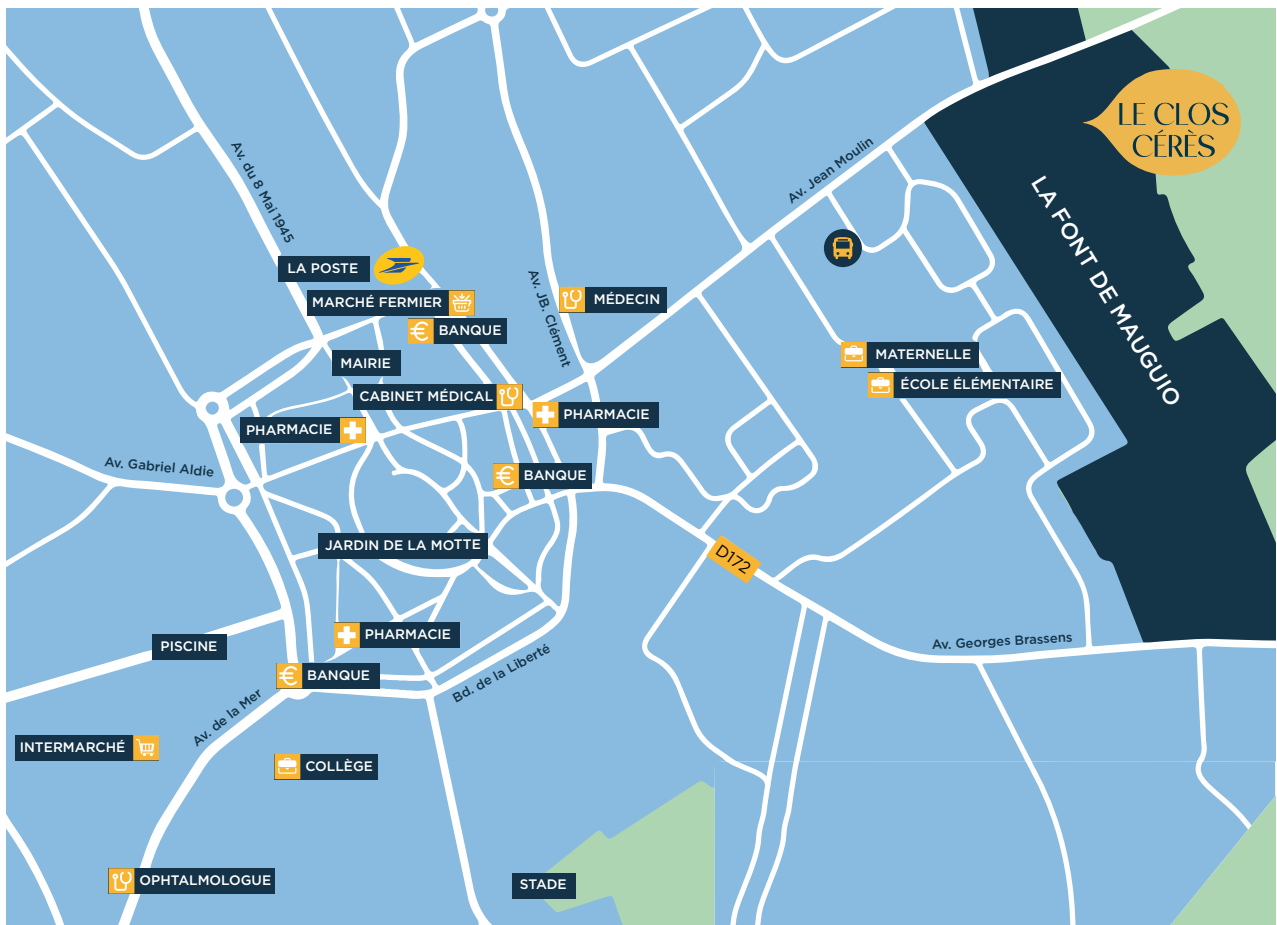 LE CLOS
CÉRÈS
Av. Jean Moulin
Av. du 8 Mai 1945
LA FONT DE MAUGUIO
LA POSTE
MARCHÉ FERMIER
MÉDECIN
Av. JB. Clément
€ BANQUE
MAIRIE
MATERNELLE
ÉCOLE ÉLÉMENTAIRE
CABINET MÉDICAL
PHARMACIE
PHARMACIE
Av. Gabriel Aldie
€ BANQUE
JARDIN DE LA MOTTE
D172
PHARMACIE
PISCINE
Av. Georges Brassens
€ BANQUE
Bd. de la Liberté
Av. de la Mer
INTERMARCHÉ
COLLÈGE
OPHTALMOLOGUE
STADE